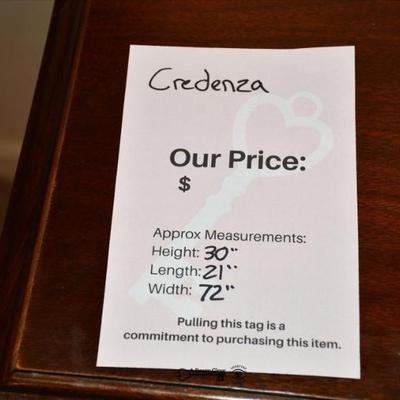 Credenza
Our Price:
$
Approx Measurements:
Height: 30"
Length: 21"
Width: 72"
Pulling this tag is a
commitment to purchasing this item.